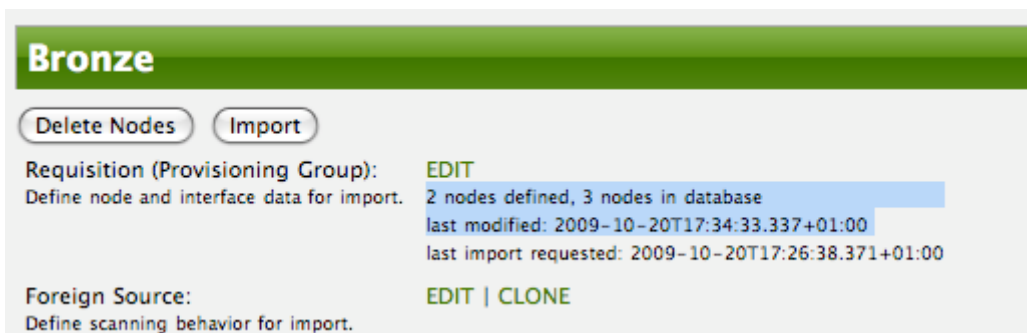 Bronze
Delete Nodes Import
Requisition (Provisioning Group): EDIT
Define node and interface data for import. 2 nodes defined, 3 nodes in database
last modified: 2009-10-20T17:34:33.337+01:00
last import requested: 2009-10-20T17:26:38.371+01:00
Foreign Source: EDIT | CLONE
Define scanning behavior for import.